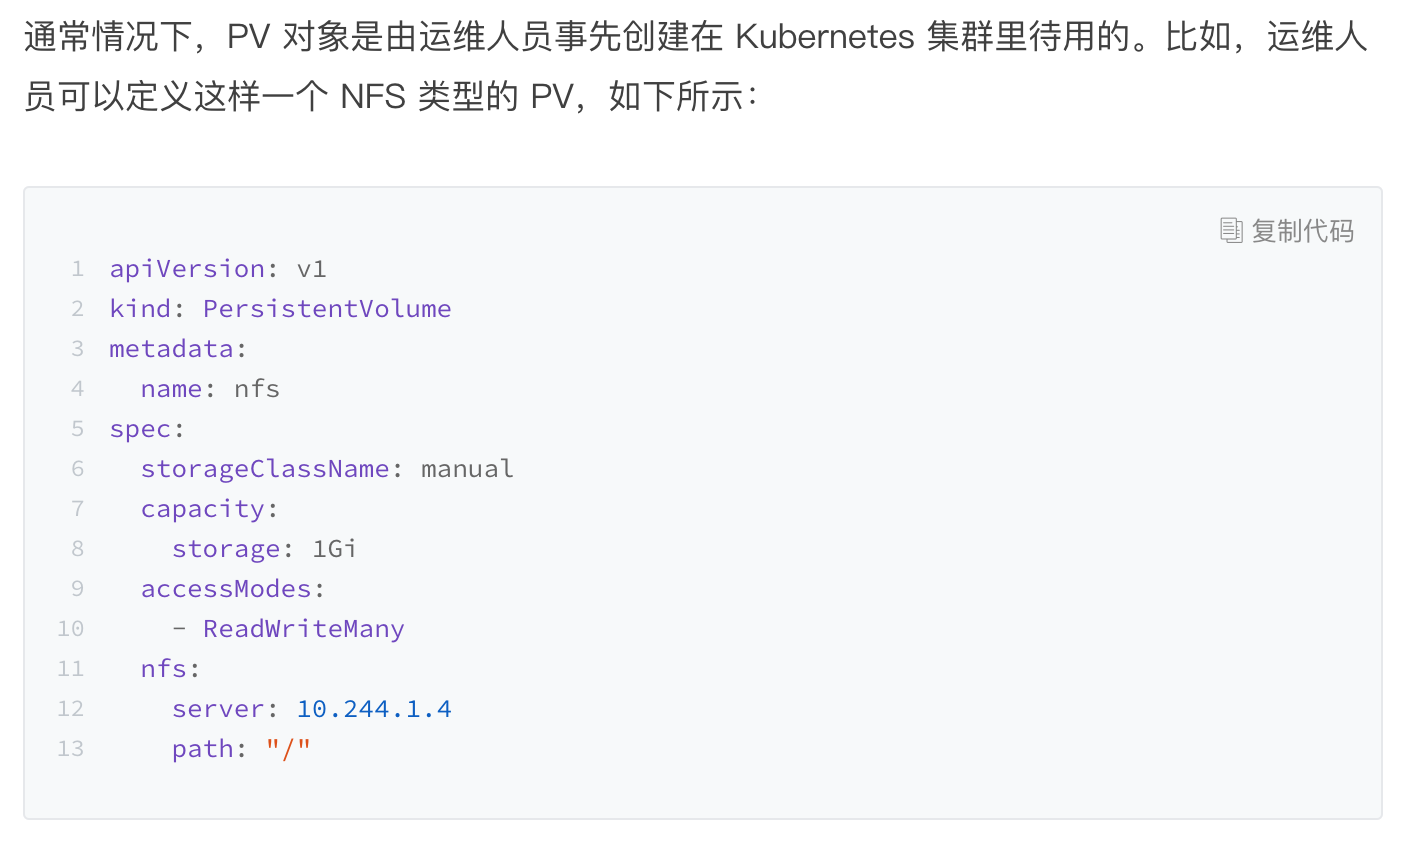 通常情况下，PV 对象是由运维人员事先创建在 Kubernetes 集群里待用的。比如，运维人
员可以定义这样一个 NFS 类型的 PV，如下所示：
复制代码
1 apiVersion: v1
2 kind: PersistentVolume
3 metadata:
4   name: nfs
5 spec:
6   storageClassName: manual
7   capacity:
8     storage: 1Gi
9   accessModes:
10     - ReadWriteMany
11   nfs:
12     server: 10.244.1.4
13     path: "/"